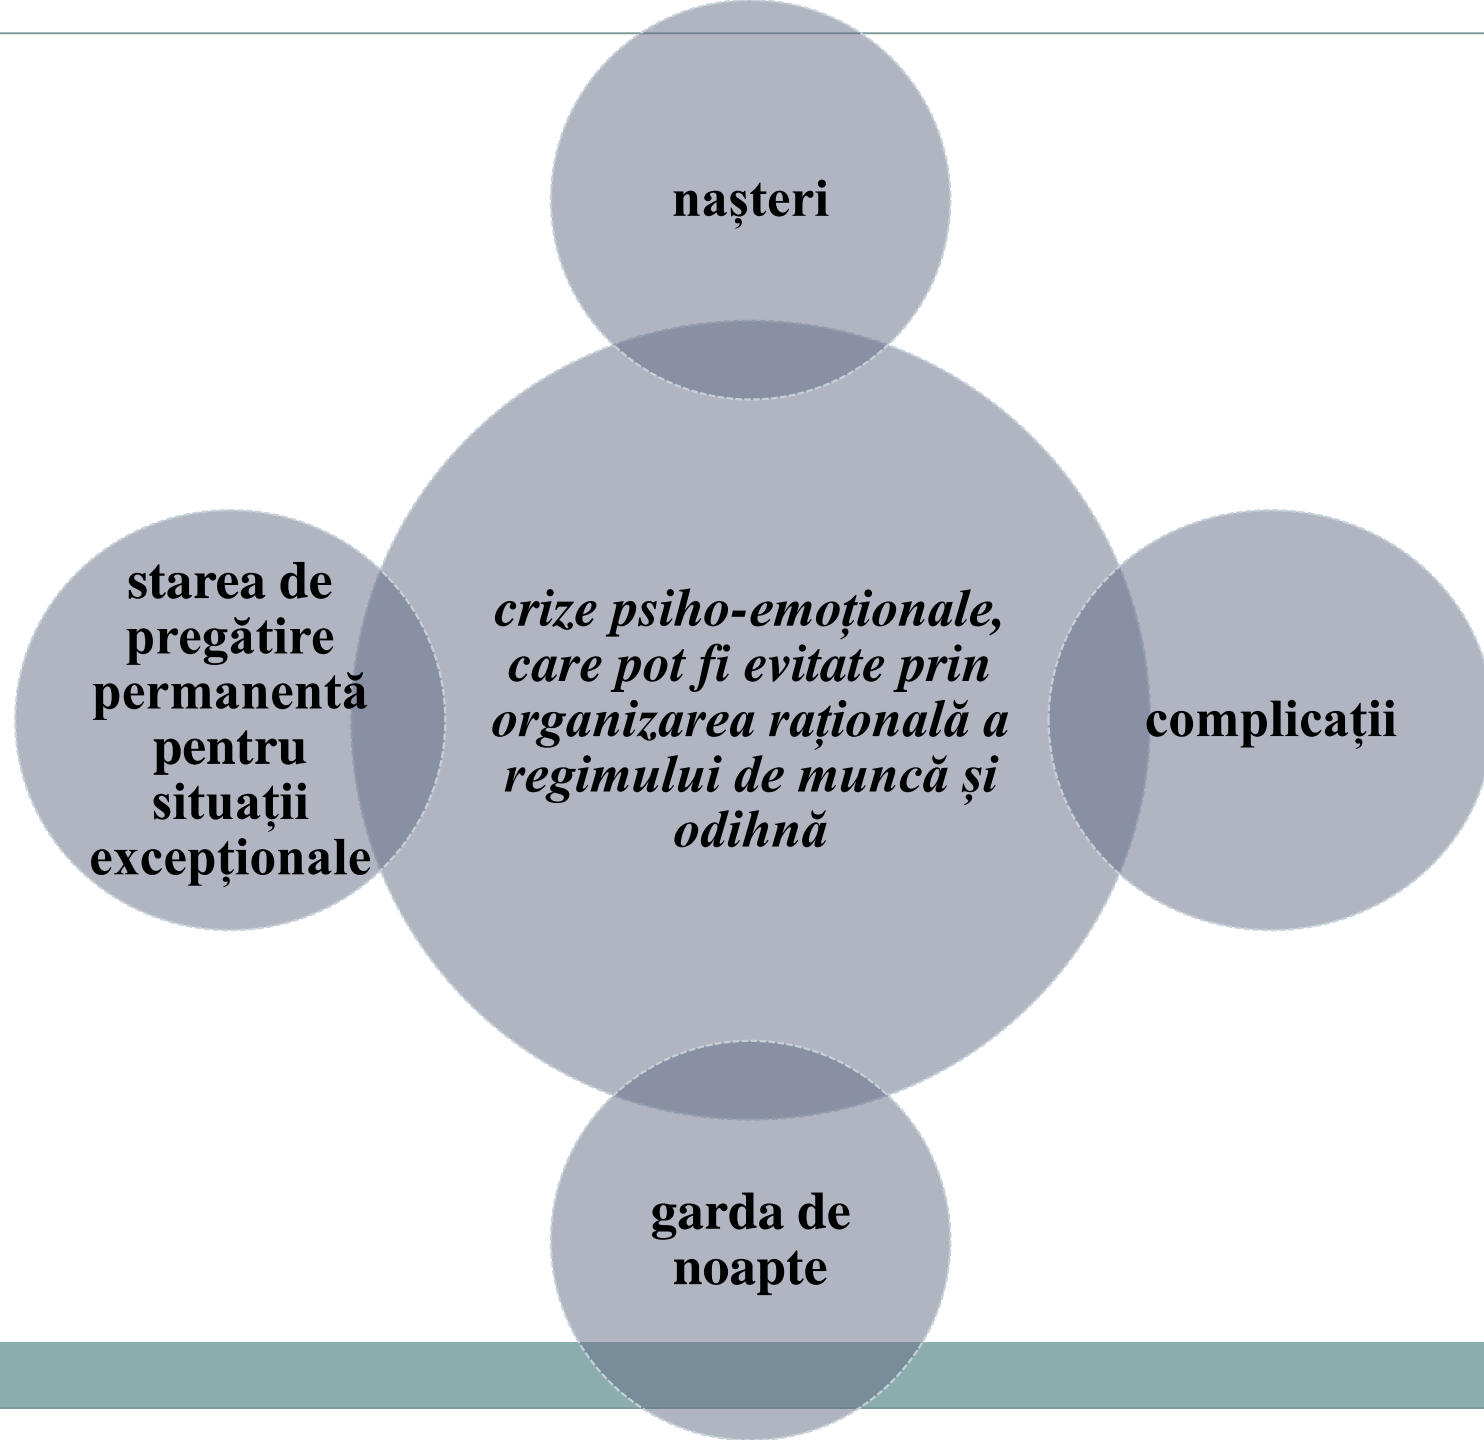 nașteri
starea de
pregătire
permanentă
pentru
situații
excepționale
crize psiho-emoționale,
care pot fi evitate prin
organizarea rațională a
regimului de muncă și
odihnă
complicații
garda de
noapte